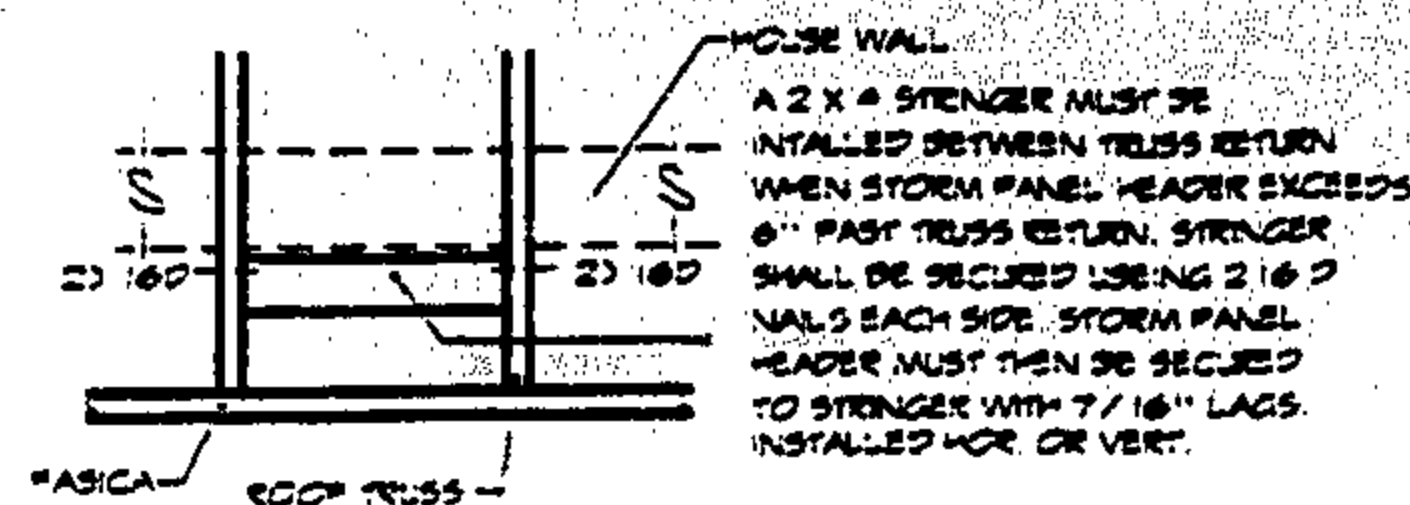 HOUSE WALL
A 2 X 4 STRINGER MUST BE
INTALLED BETWEEN TRUSS RETURN
WHEN STORM PANEL HEADER EXCEEDS
6" PAST TRUSS RETURN. STRINGER
SHALL BE SECURED USEING 2 16 D
NAILS EACH SIDE. STORM PANEL
HEADER MUST THEN BE SECURED
TO STRINGER WITH 7/16" LAGS.
INSTALLED HOR. OR VERT.
S
S
2) 16D
2) 16D
FASICA
ROOF TRUSS